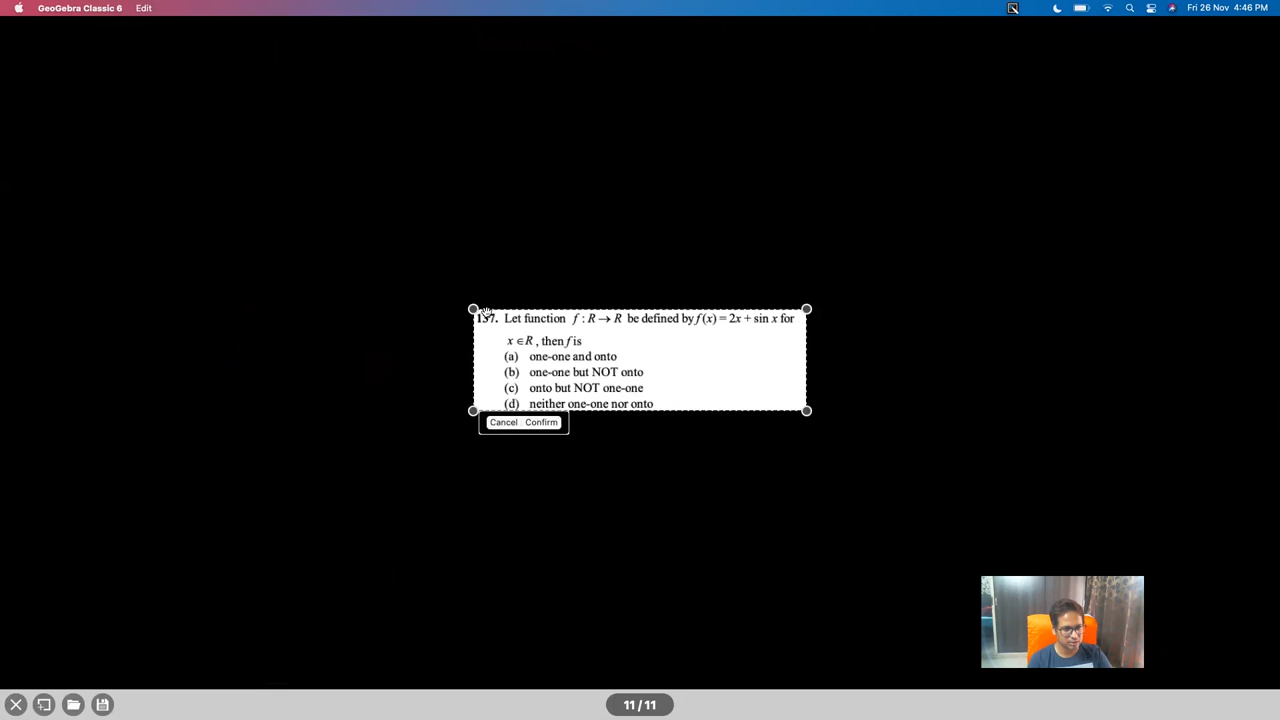 GeoGebra Classic 6 Edit Fri 26 Nov 4:46 PM
137. Let function f : R → R be defined by f (x) = 2x + sin x for
x ∈ R , then f is
(a) one-one and onto
(b) one-one but NOT onto
(c) onto but NOT one-one
(d) neither one-one nor onto
Cancel Confirm
11 / 11